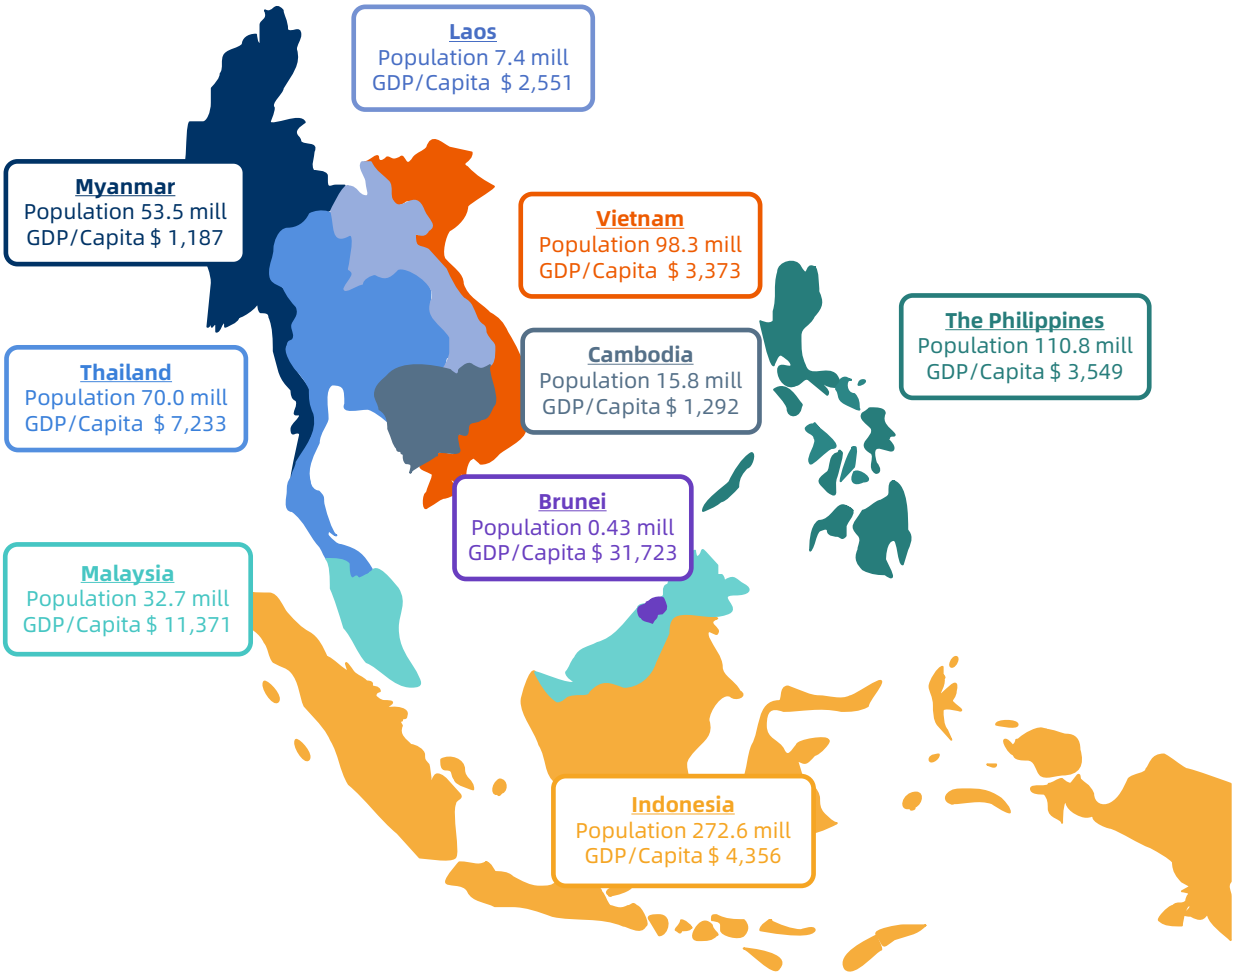 Laos
Population 7.4 mill
GDP/Capita $ 2,551
Myanmar
Population 53.5 mill
GDP/Capita $ 1,187
Vietnam
Population 98.3 mill
GDP/Capita $ 3,373
The Philippines
Population 110.8 mill
GDP/Capita $ 3,549
Cambodia
Population 15.8 mill
GDP/Capita $ 1,292
Thailand
Population 70.0 mill
GDP/Capita $ 7,233
Brunei
Population 0.43 mill
GDP/Capita $ 31,723
Malaysia
Population 32.7 mill
GDP/Capita $ 11,371
Indonesia
Population 272.6 mill
GDP/Capita $ 4,356